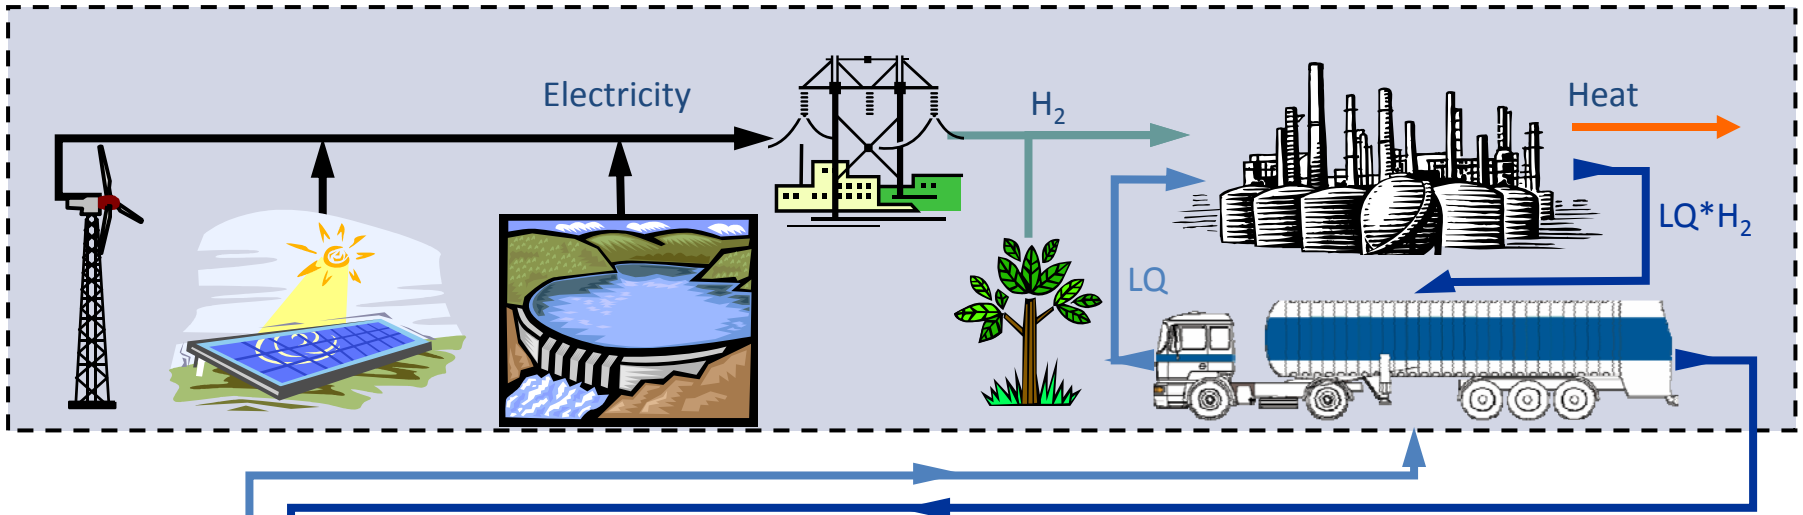 Electricity
H₂
Heat
LQ*H₂
LQ